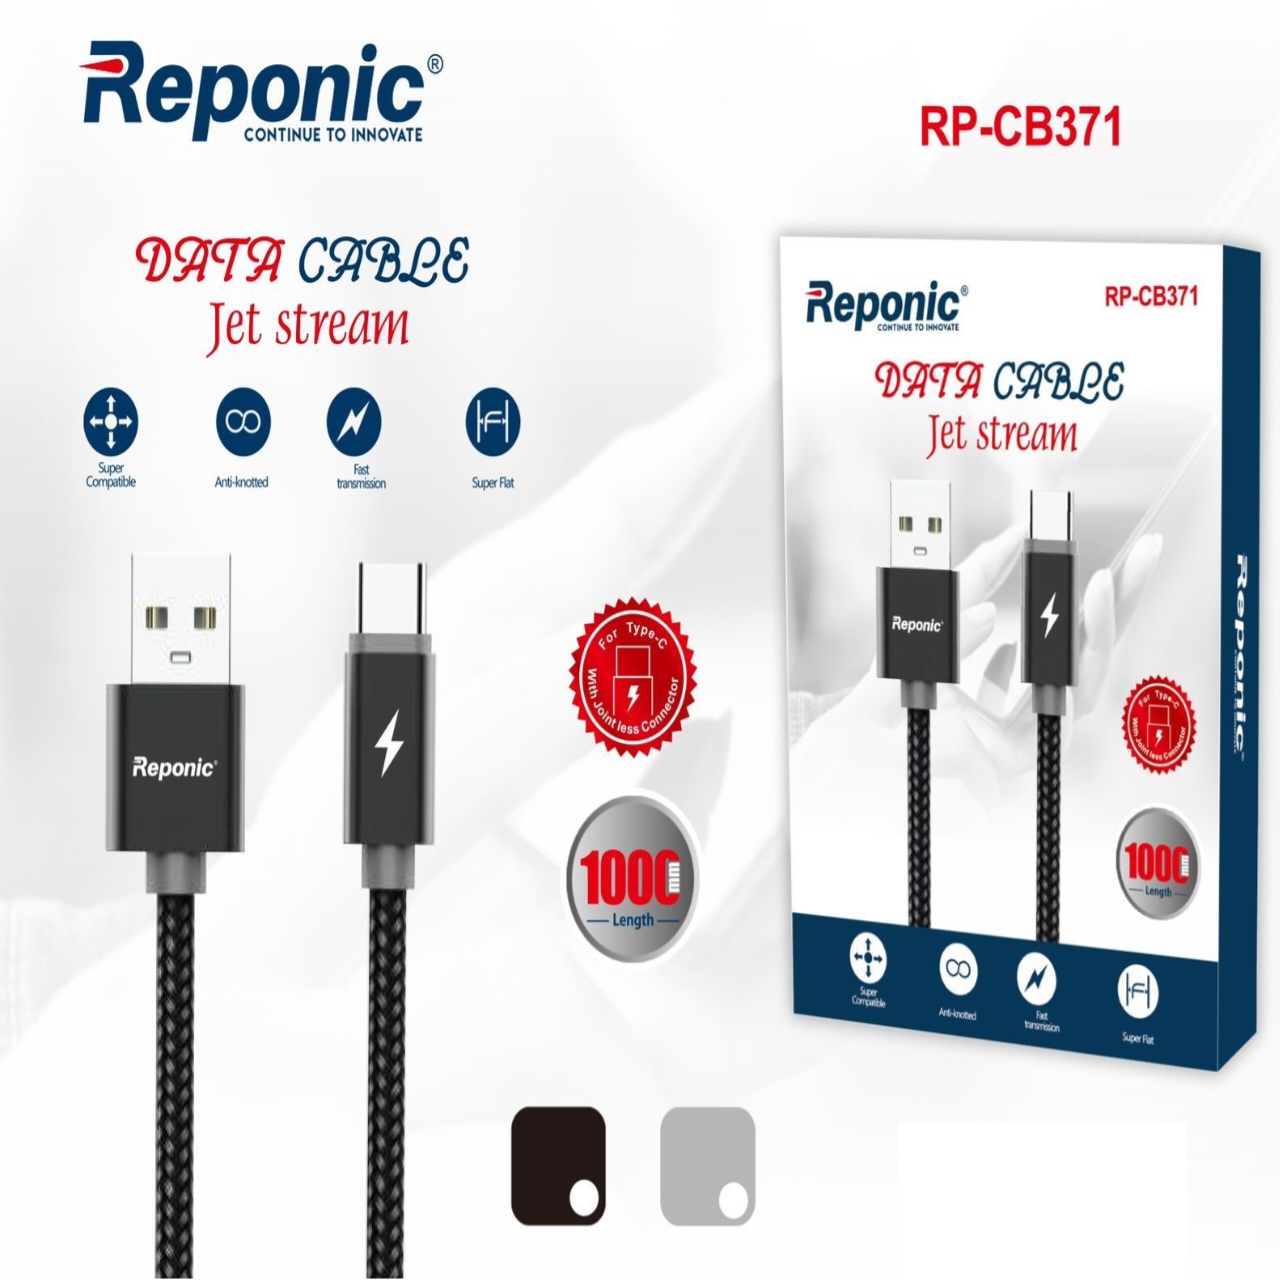 Reponic®
CONTINUE TO INNOVATE
RP-CB371
DATA CABLE
Jet stream
Super
Compatible
Anti-knotted
Fast
transmission
Super Flat
Reponic®
For Type-C
With Joint less Connector
1000 mm
Length
Reponic®
CONTINUE TO INNOVATE
RP-CB371
DATA CABLE
Jet stream
Reponic®
For Type-C
With Joint less Connector
1000 mm
Length
Super
Compatible
Anti-knotted
Fast
transmission
Super Flat
Reponic®